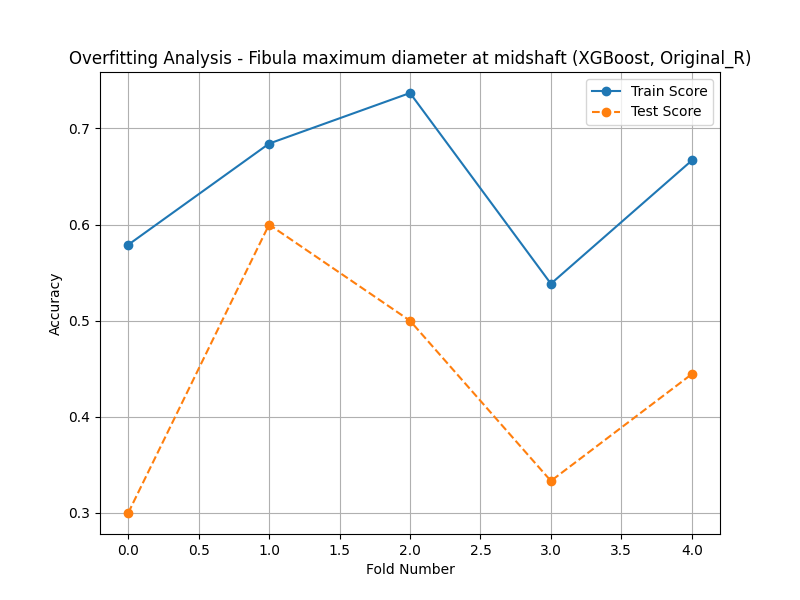 Overfitting Analysis - Fibula maximum diameter at midshaft (XGBoost, Original_R)
Train Score
Test Score
0.7
0.6
0.5
0.4
0.3
Accuracy
0.0 0.5 1.0 1.5 2.0 2.5 3.0 3.5 4.0
Fold Number